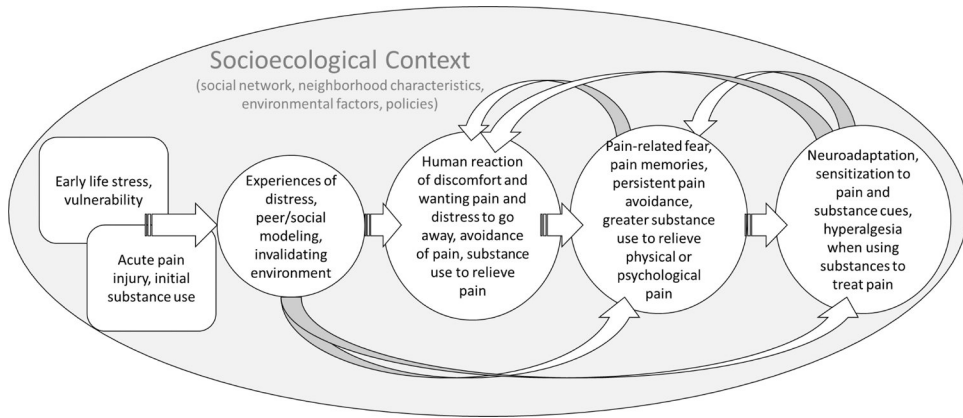 Socioecological Context
(social network, neighborhood characteristics,
environmental factors, policies)
Early life stress,
vulnerability
Acute pain
injury, initial
substance use
Experiences of
distress,
peer/social
modeling,
invalidating
environment
Human reaction
of discomfort and
wanting pain and
distress to go
away, avoidance
of pain, substance
use to relieve
pain
Pain-related fear,
pain memories,
persistent pain
avoidance,
greater substance
use to relieve
physical or
psychological
pain
Neuroadaptation,
sensitization to
pain and
substance cues,
hyperalgesia
when using
substances to
treat pain